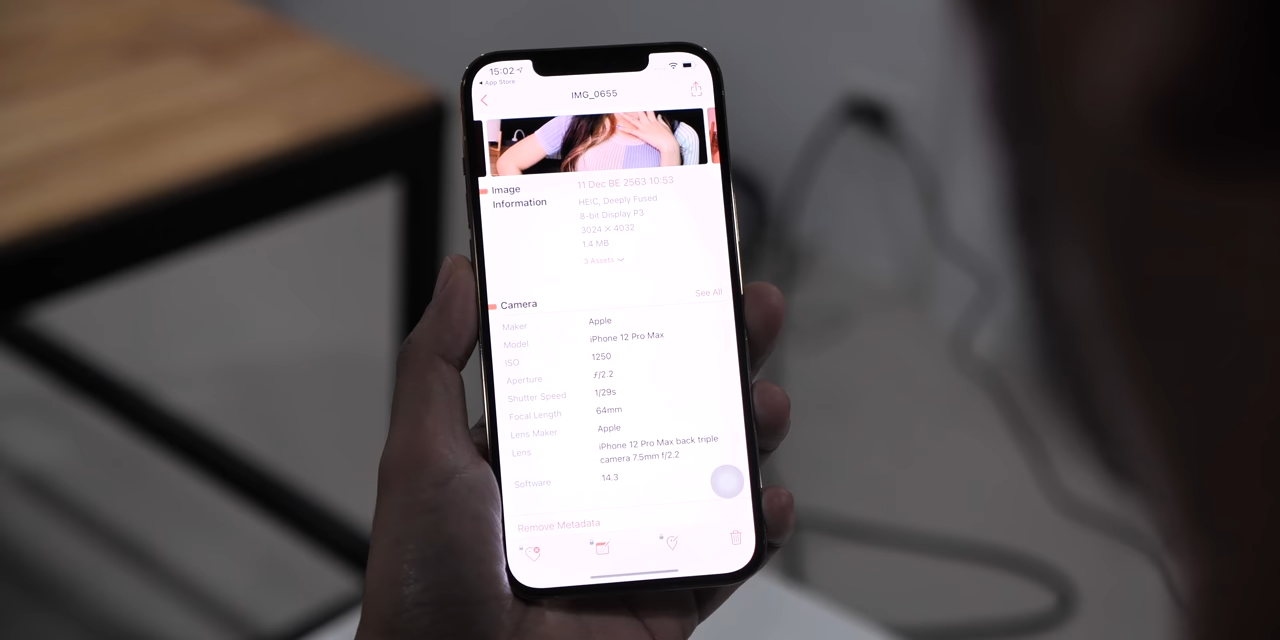 15:02
App Store
IMG_0655
Image Information
11 Dec BE 2563 10:53
HEIC, Deeply Fused
8-bit Display P3
3024 X 4032
1.4 MB
3 Assets
Camera
See All
Maker Apple
Model iPhone 12 Pro Max
ISO 1250
Aperture ƒ/2.2
Shutter Speed 1/29s
Focal Length 64mm
Lens Maker Apple
Lens iPhone 12 Pro Max back triple
camera 7.5mm f/2.2
Software 14.3
Remove Metadata